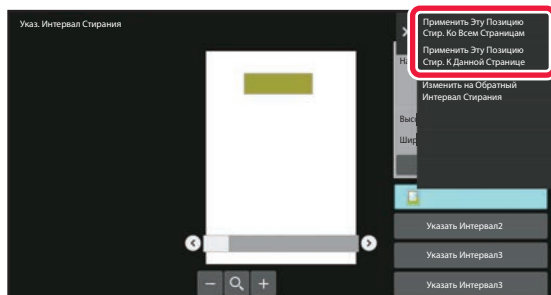 Указ. Интервал Стирания
Применить Эту Позицию
Стир. Ко Всем Страницам
Применить Эту Позицию
Стир. К Данной Странице
Изменить на Обратный
Интервал Стирания
Указать Интервал2
Указать Интервал3
Указать Интервал3